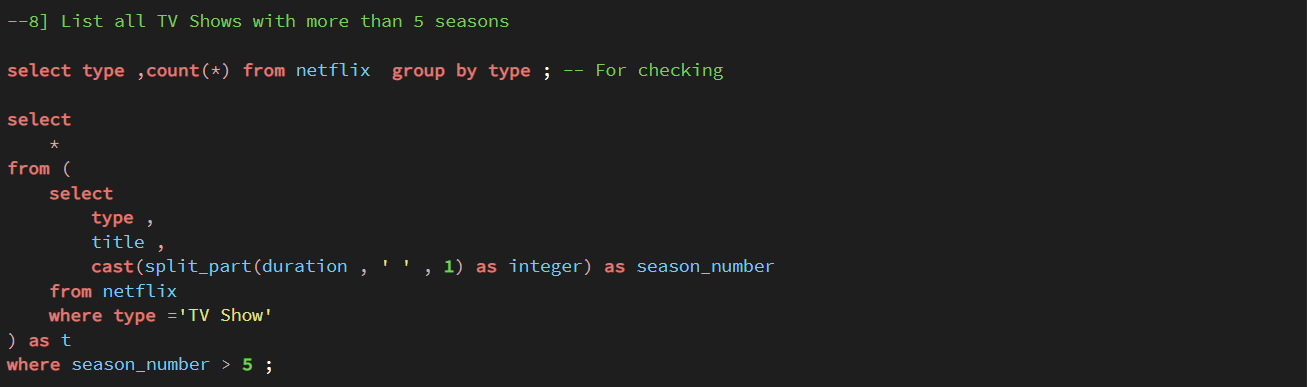 --8] List all TV Shows with more than 5 seasons
select type ,count(*) from netflix  group by type ; -- For checking
select
    *
from (
    select
        type ,
        title ,
        cast(split_part(duration , ' ' , 1) as integer) as season_number
    from netflix
    where type ='TV Show'
) as t
where season_number > 5 ;